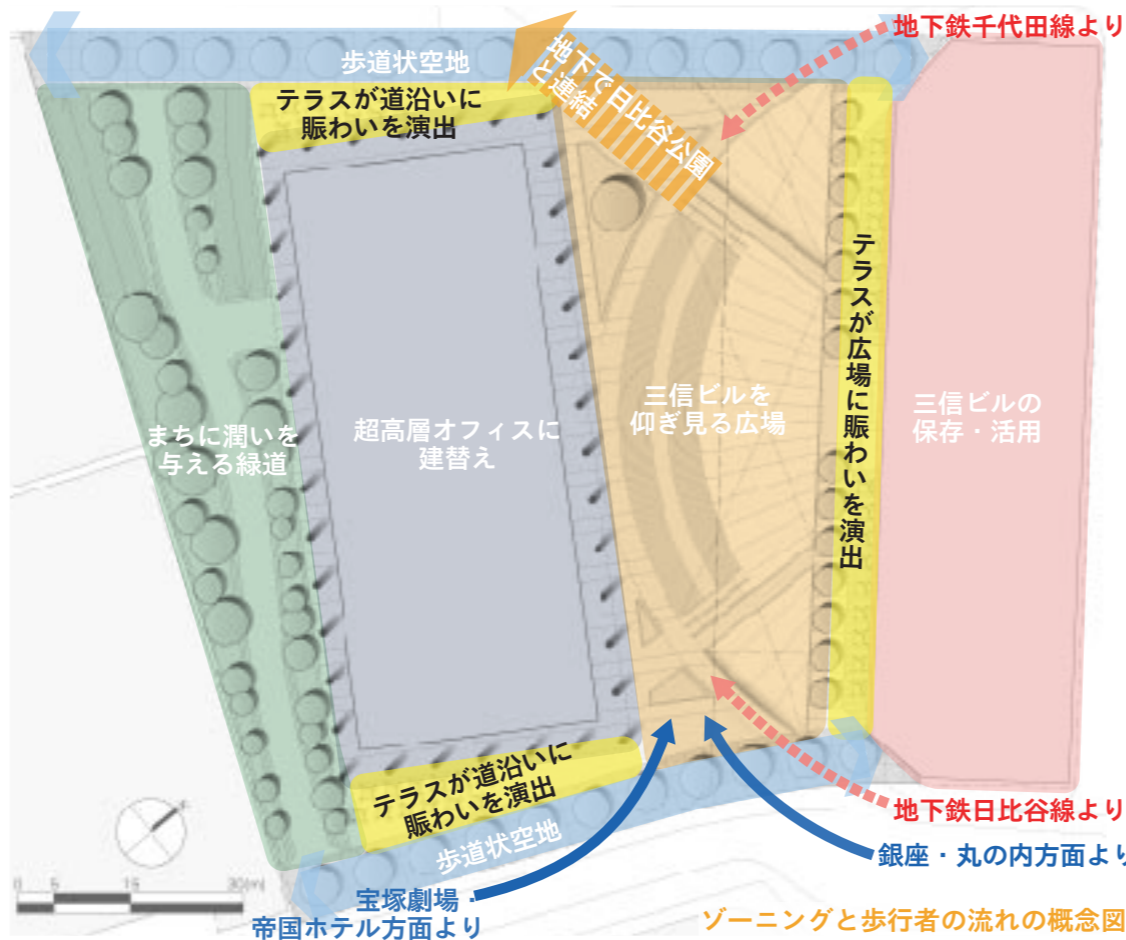 地下鉄千代田線より
歩道状空地
地下で日比谷公園
と連結
テラスが道沿いに
賑わいを演出
テラスが広場に賑わいを演出
三信ビルを
仰ぎ見る広場
三信ビルの
保存・活用
超高層オフィスに
建替え
まちに潤いを
与える緑道
テラスが道沿いに
賑わいを演出
歩道状空地
地下鉄日比谷線より
銀座・丸の内方面より
宝塚劇場・
帝国ホテル方面より
0 5 15 30(m)
ゾーニングと歩行者の流れの概念図